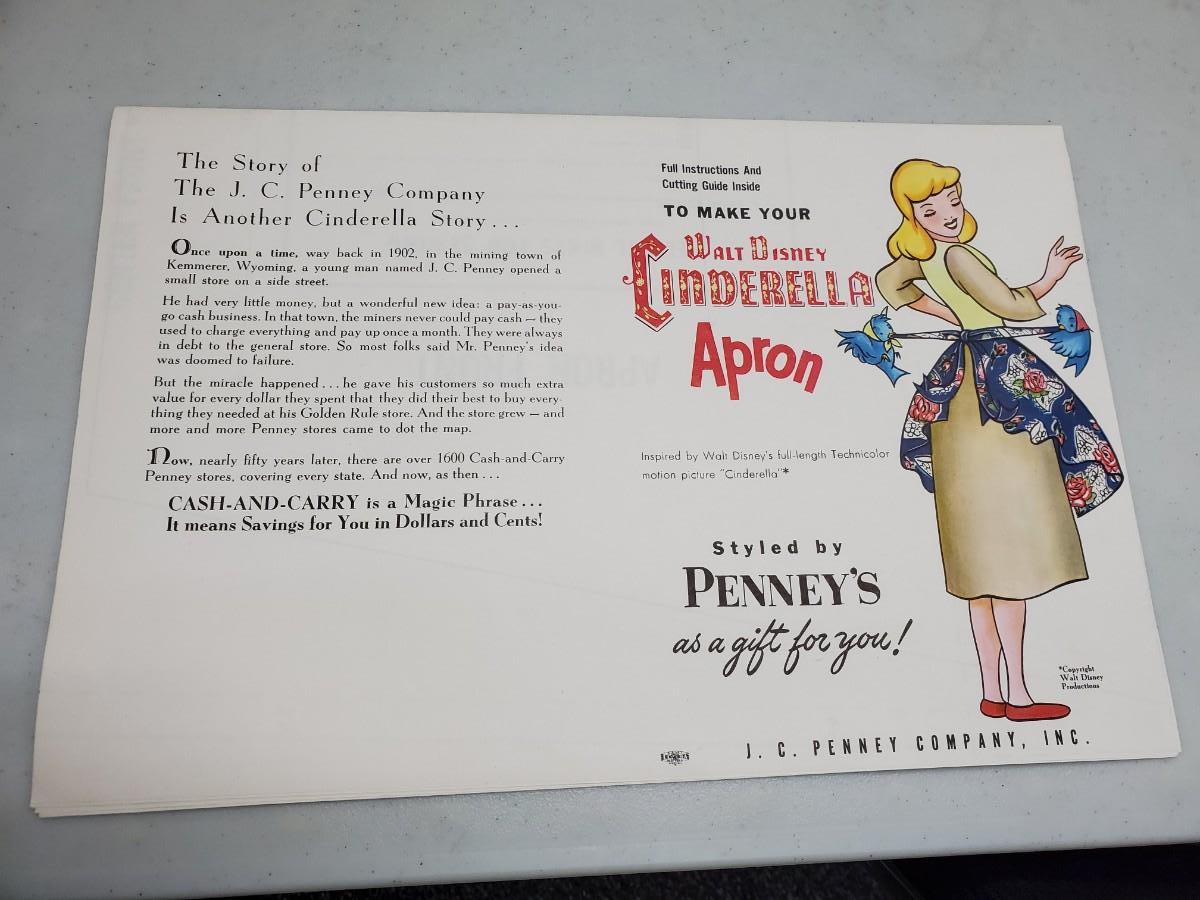 The Story of
The J. C. Penney Company
Is Another Cinderella Story...
Once upon a time, way back in 1902, in the mining town of
Kemmerer, Wyoming, a young man named J. C. Penney opened a
small store on a side street.
He had very little money, but a wonderful new idea: a pay-as-you-
go cash business. In that town, the miners never could pay cash — they
used to charge everything and pay up once a month. They were always
in debt to the general store. So most folks said Mr. Penney's idea
was doomed to failure.
But the miracle happened... he gave his customers so much extra
value for every dollar they spent that they did their best to buy every-
thing they needed at his Golden Rule store. And the store grew — and
more and more Penney stores came to dot the map.
Now, nearly fifty years later, there are over 1600 Cash-and-Carry
Penney stores, covering every state. And now, as then...
CASH-AND-CARRY is a Magic Phrase...
It means Savings for You in Dollars and Cents!
Full Instructions And
Cutting Guide Inside
TO MAKE YOUR
WALT DISNEY
CINDERELLA
Apron
Inspired by Walt Disney's full-length Technicolor
motion picture "Cinderella"*
Styled by
PENNEY'S
as a gift for you!
*Copyright
Walt Disney
Productions
J. C. PENNEY COMPANY, INC.